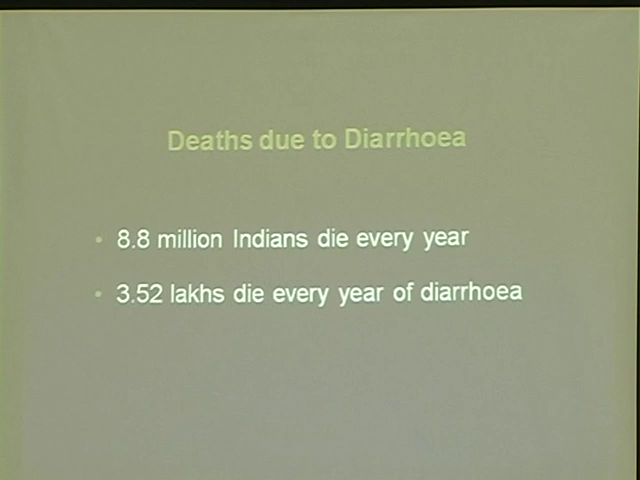 Deaths due to Diarrhoea
• 8.8 million Indians die every year
• 3.52 lakhs die every year of diarrhoea